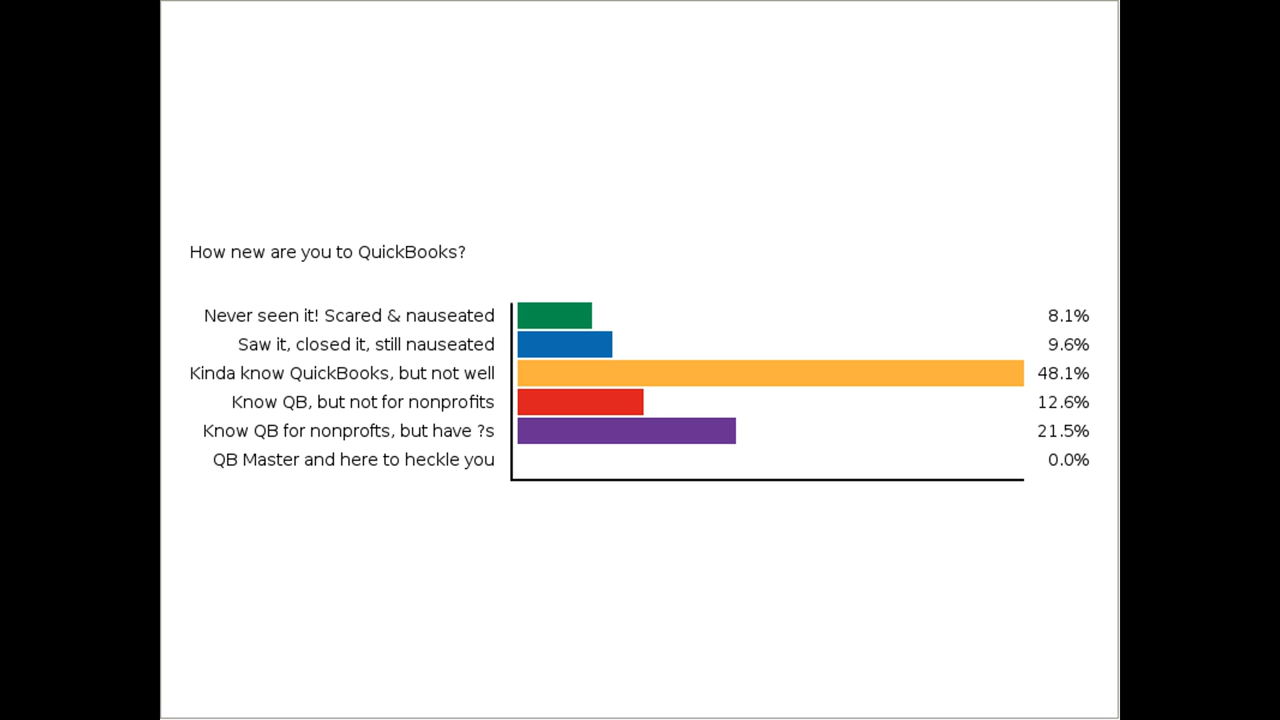 How new are you to QuickBooks?
Never seen it! Scared & nauseated 8.1%
Saw it, closed it, still nauseated 9.6%
Kinda know QuickBooks, but not well 48.1%
Know QB, but not for nonprofits 12.6%
Know QB for nonprofts, but have ?s 21.5%
QB Master and here to heckle you 0.0%